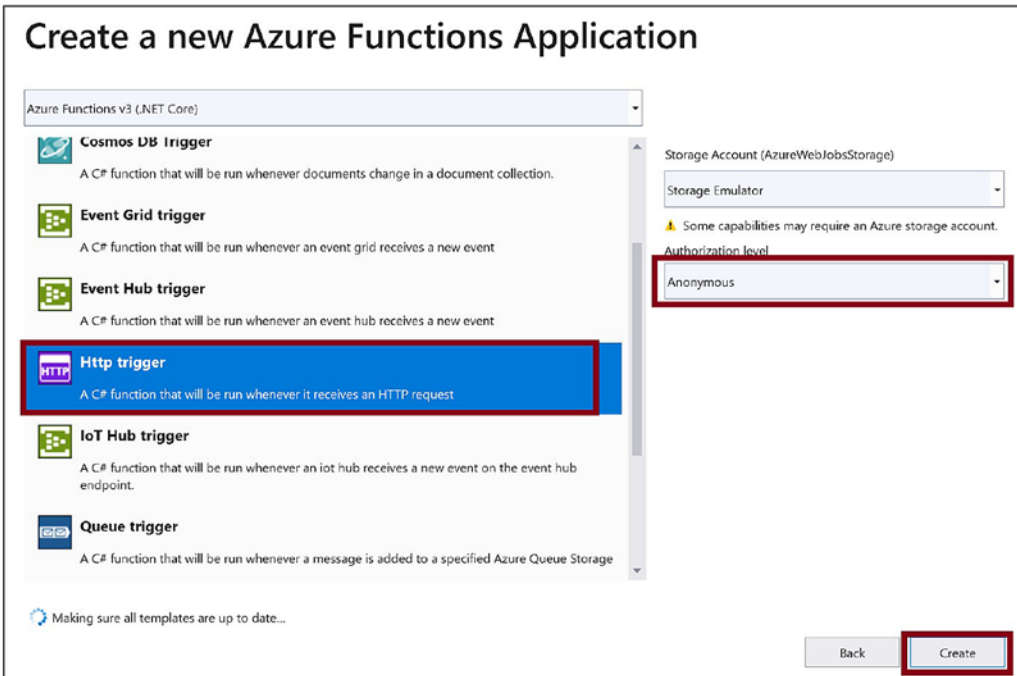 Create a new Azure Functions Application
Azure Functions v3 (.NET Core)
Cosmos DB Trigger
A C# function that will be run whenever documents change in a document collection.
Event Grid trigger
A C# function that will be run whenever an event grid receives a new event
Event Hub trigger
A C# function that will be run whenever an event hub receives a new event
HTTP
Http trigger
A C# function that will be run whenever it receives an HTTP request
IoT Hub trigger
A C# function that will be run whenever an iot hub receives a new event on the event hub
endpoint.
Queue trigger
A C# function that will be run whenever a message is added to a specified Azure Queue Storage
Storage Account (AzureWebJobsStorage)
Storage Emulator
Some capabilities may require an Azure storage account.
Authorization level
Anonymous
Making sure all templates are up to date...
Back
Create